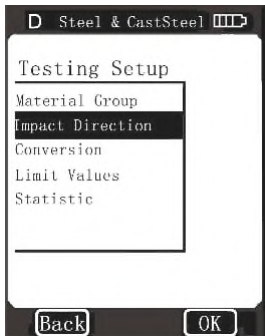 D Steel & CastSteel
Testing Setup
Material Group
Impact Direction
Conversion
Limit Values
Statistic
Back OK